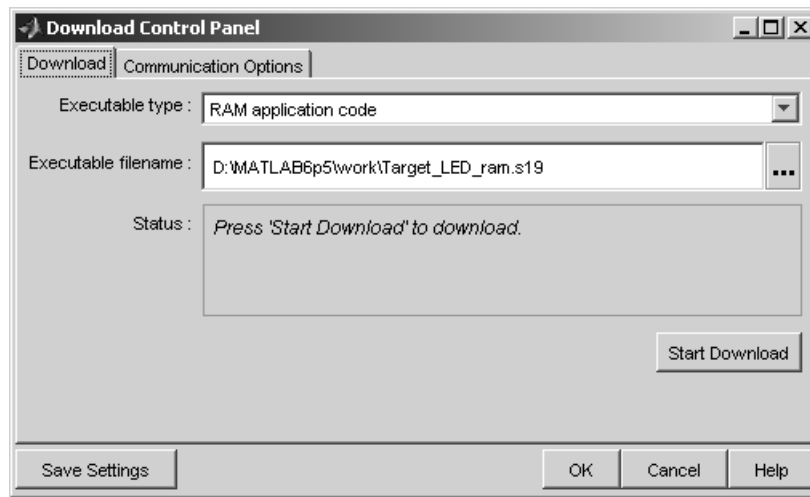 Download Control Panel
Download Communication Options
Executable type : RAM application code
Executable filename : D:\MATLAB6p5\work\Target_LED_ram.s19 ...
Status : Press 'Start Download' to download.
Start Download
Save Settings OK Cancel Help